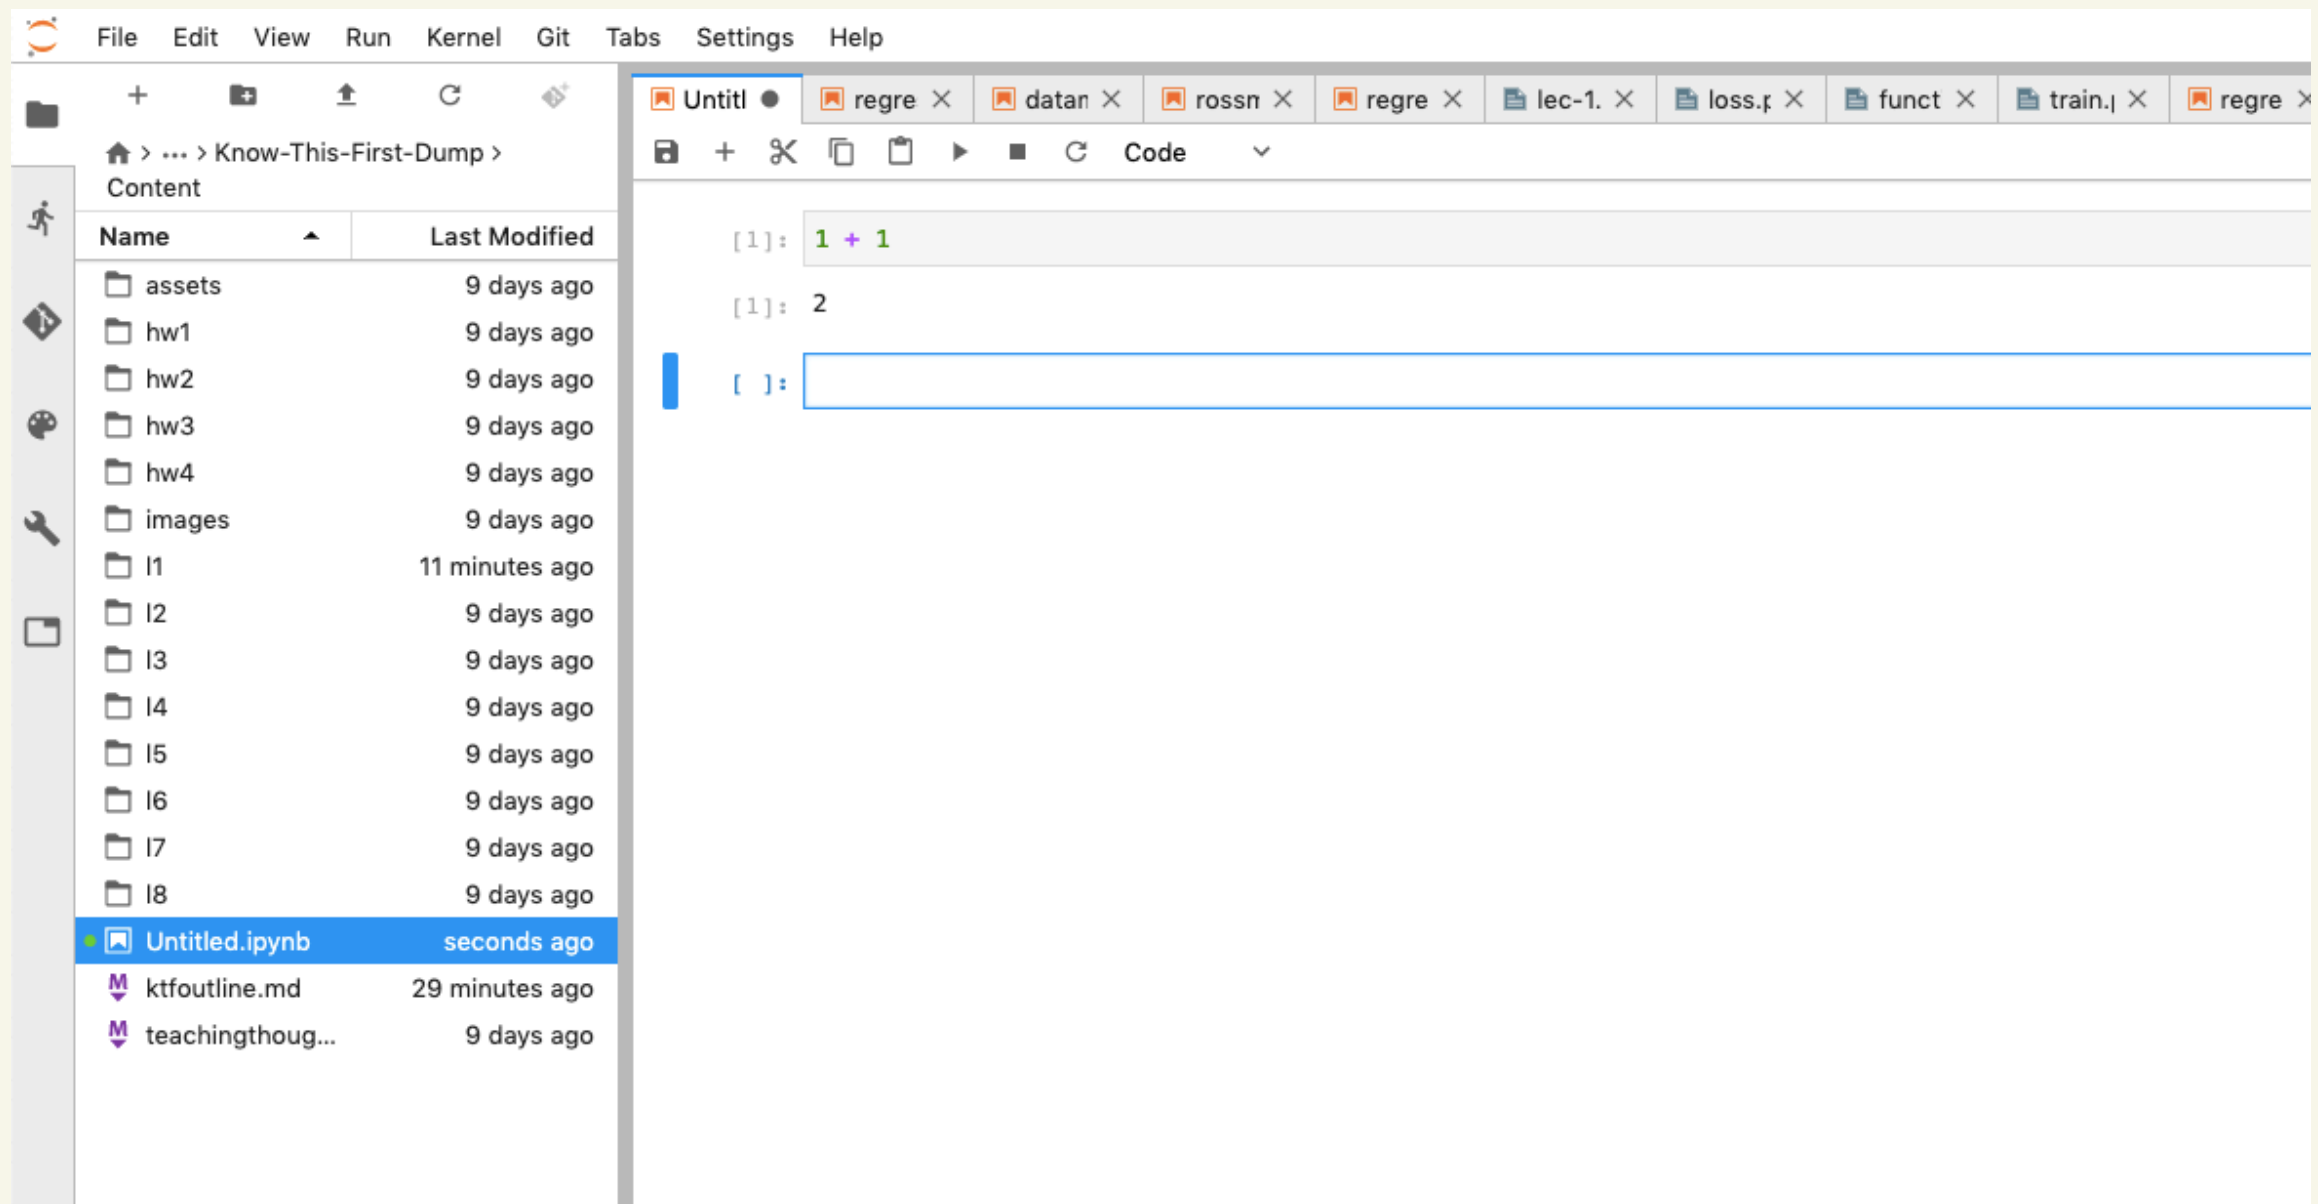 File Edit View Run Kernel Git Tabs Settings Help
> ... > Know-This-First-Dump >
Content
Name Last Modified
assets 9 days ago
hw1 9 days ago
hw2 9 days ago
hw3 9 days ago
hw4 9 days ago
images 9 days ago
l1 11 minutes ago
l2 9 days ago
l3 9 days ago
l4 9 days ago
l5 9 days ago
l6 9 days ago
l7 9 days ago
l8 9 days ago
Untitled.ipynb seconds ago
M ktfoutline.md 29 minutes ago
M teachingthoug... 9 days ago
Untitl regre datan rossn regre lec-1. loss.p funct train.p regre
Code
[1]: 1 + 1
[1]: 2
[ ]: